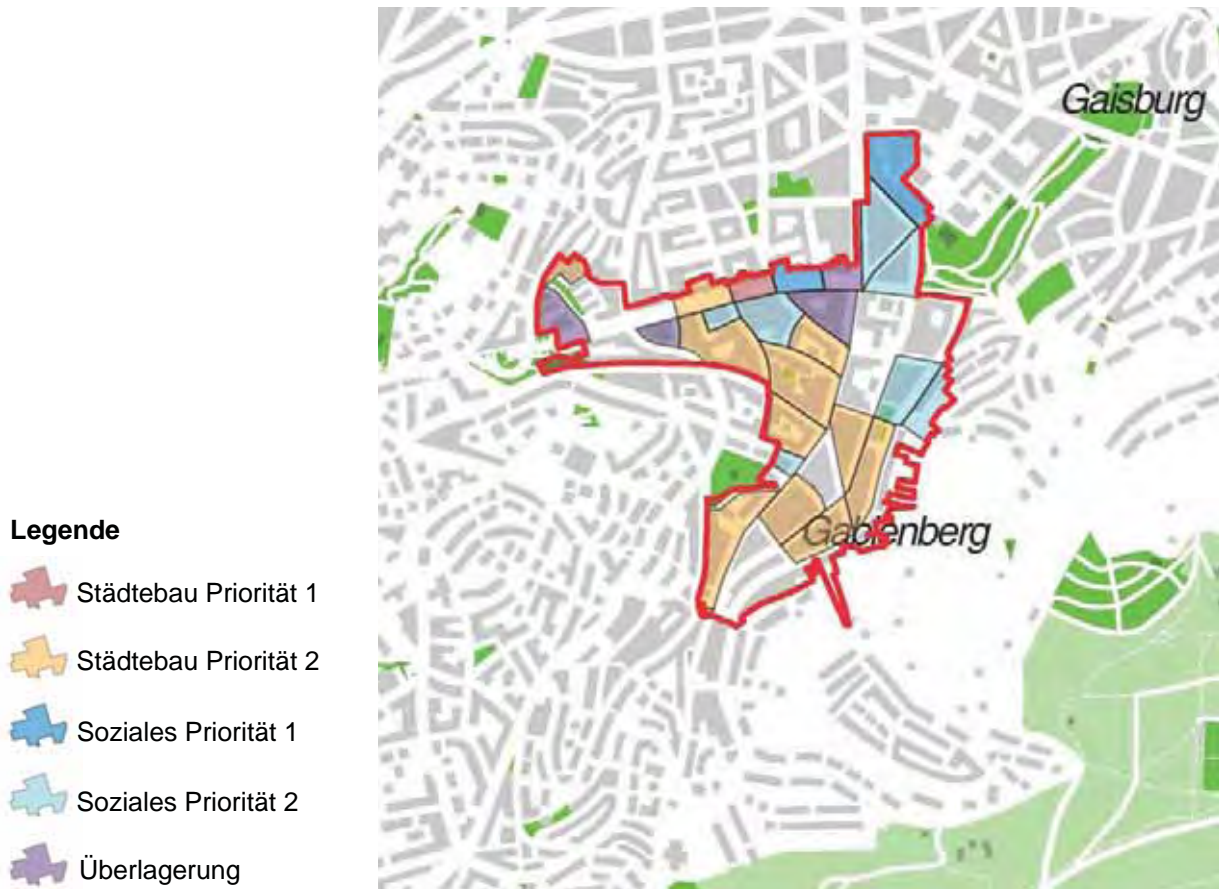 Gaisburg
Gablenberg
Legende
Städtebau Priorität 1
Städtebau Priorität 2
Soziales Priorität 1
Soziales Priorität 2
Überlagerung